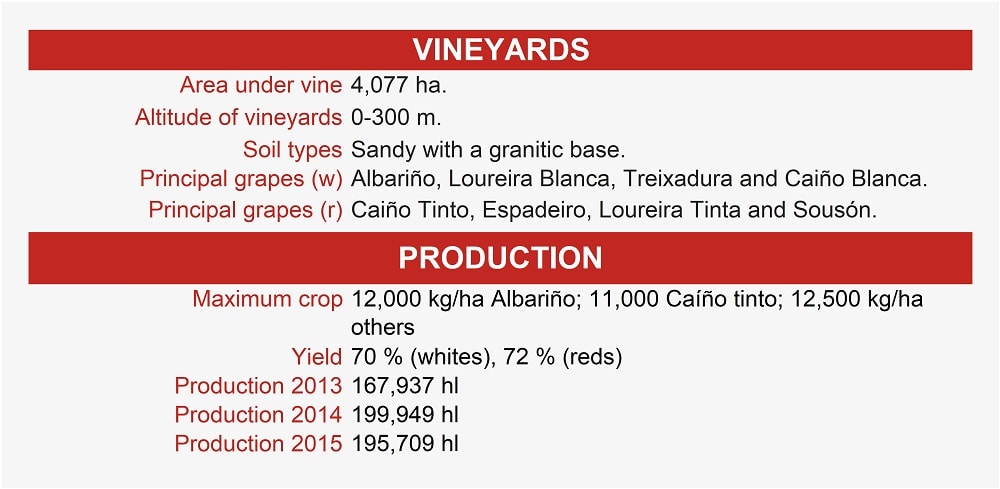 VINEYARDS
Area under vine 4,077 ha.
Altitude of vineyards 0-300 m.
Soil types Sandy with a granitic base.
Principal grapes (w) Albariño, Loureira Blanca, Treixadura and Caiño Blanca.
Principal grapes (r) Caiño Tinto, Espadeiro, Loureira Tinta and Sousón.
PRODUCTION
Maximum crop 12,000 kg/ha Albariño; 11,000 Caíño tinto; 12,500 kg/ha
others
Yield 70 % (whites), 72 % (reds)
Production 2013 167,937 hl
Production 2014 199,949 hl
Production 2015 195,709 hl